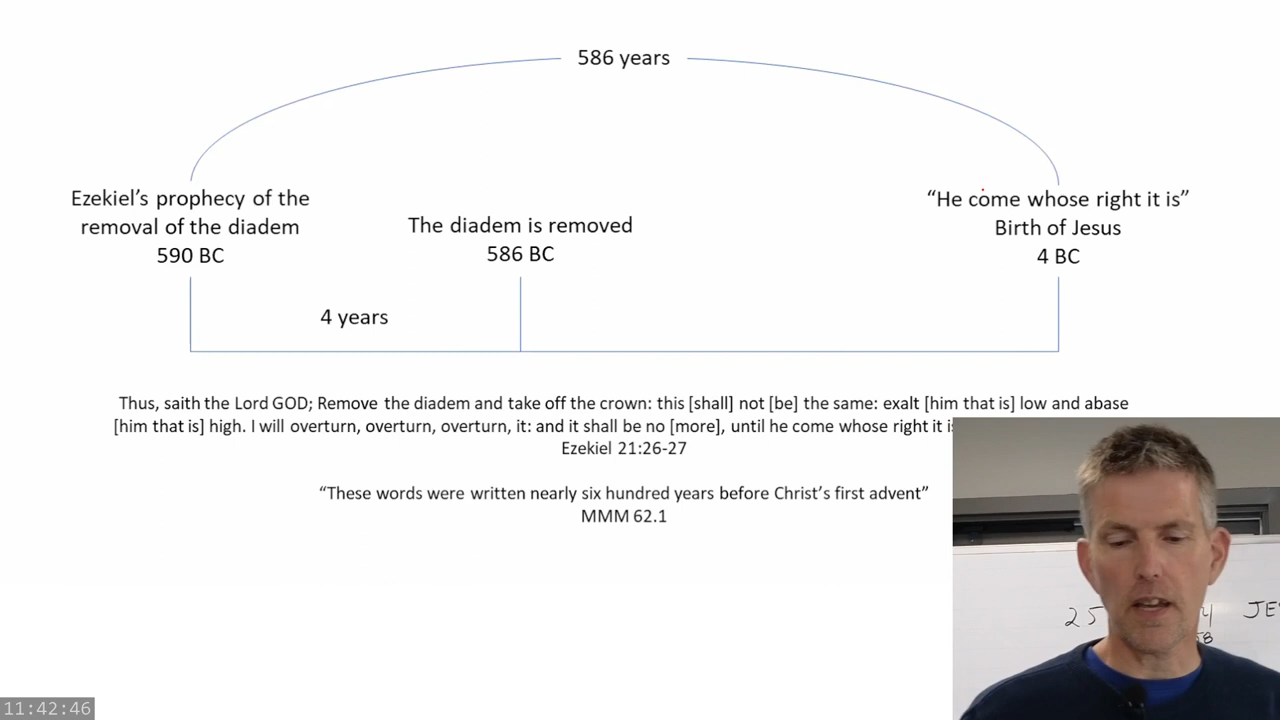 586 years
Ezekiel’s prophecy of the
removal of the diadem
590 BC
The diadem is removed
586 BC
“He come whose right it is”
Birth of Jesus
4 BC
4 years
Thus, saith the Lord GOD; Remove the diadem and take off the crown: this [shall] not [be] the same: exalt [him that is] low and abase
[him that is] high. I will overturn, overturn, overturn, it: and it shall be no [more], until he come whose right it
Ezekiel 21:26-27
“These words were written nearly six hundred years before Christ’s first advent”
MMM 62.1
25
11:42:46